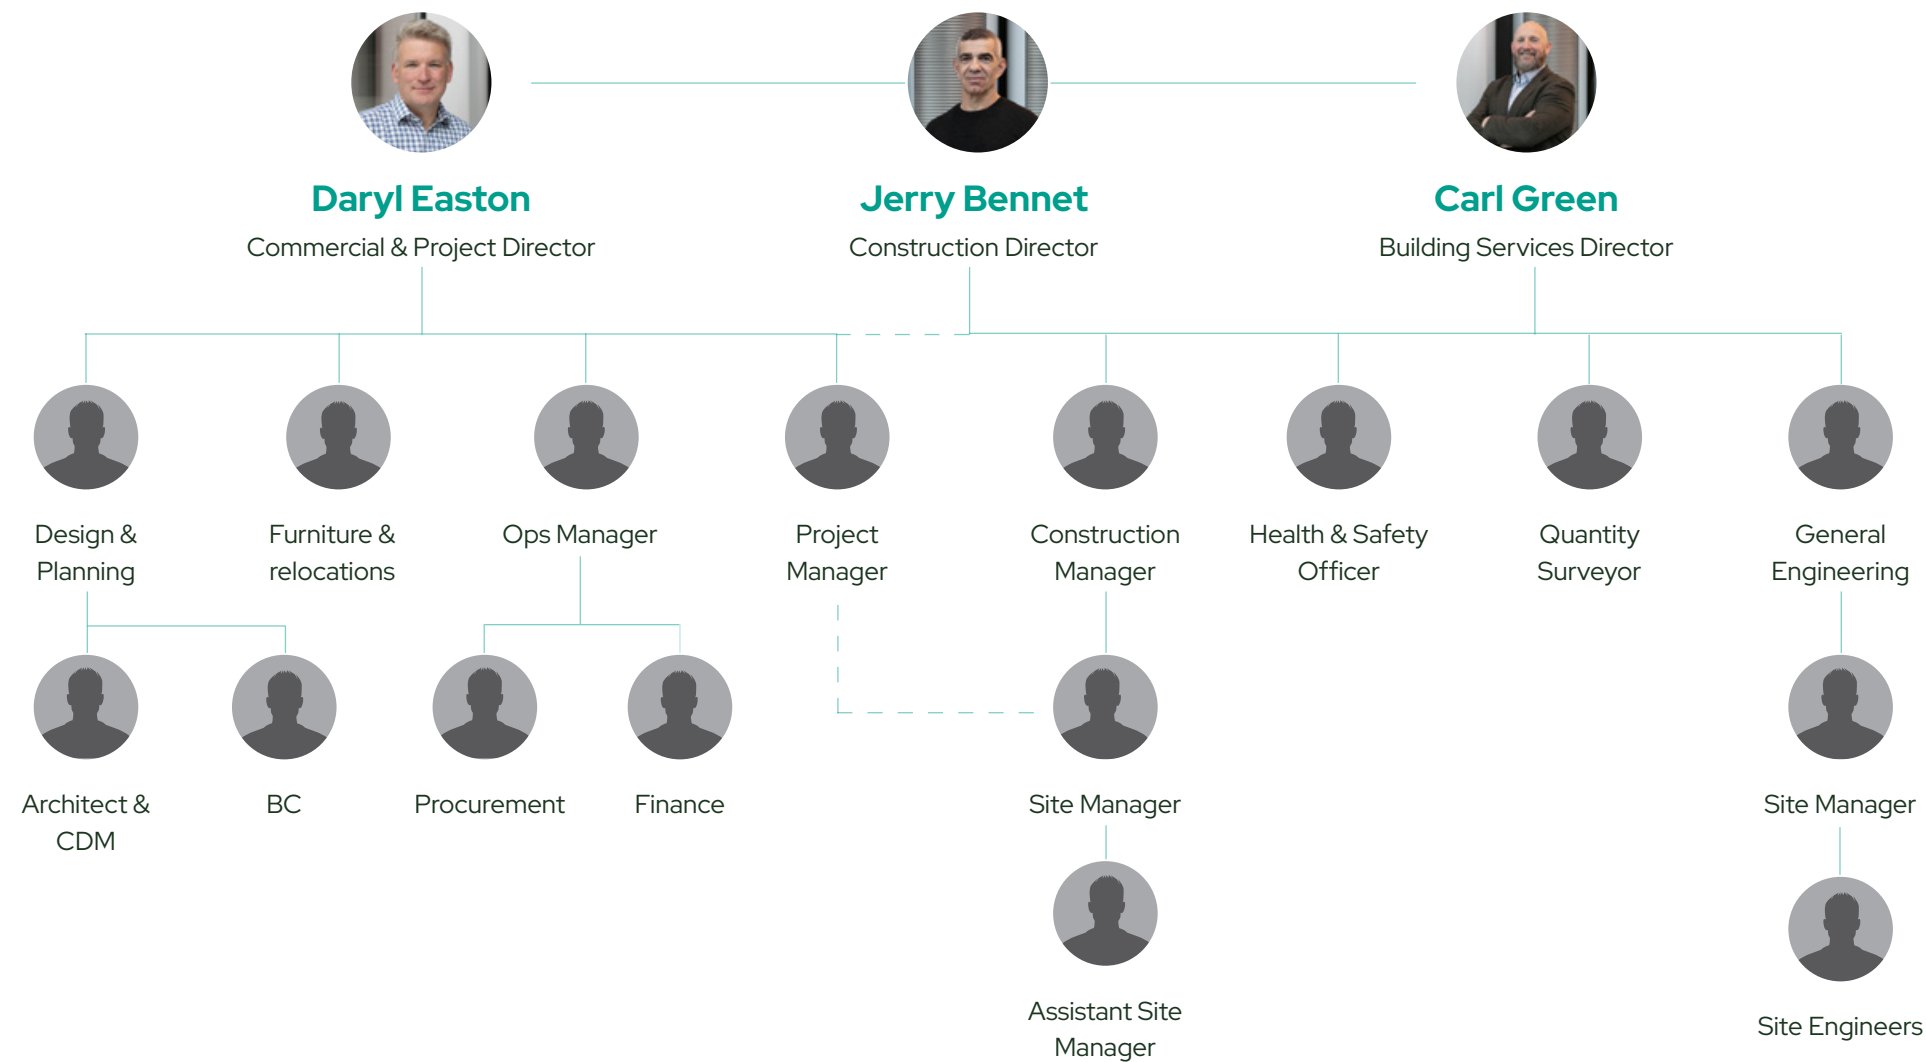 Daryl Easton
Jerry Bennet
Carl Green
Commercial & Project Director
Construction Director
Building Services Director
Design &
Planning
Furniture &
relocations
Ops Manager
Project
Manager
Construction
Manager
Health & Safety
Officer
Quantity
Surveyor
General
Engineering
Architect &
CDM
BC
Procurement
Finance
Site Manager
Site Manager
Assistant Site
Manager
Site Engineers